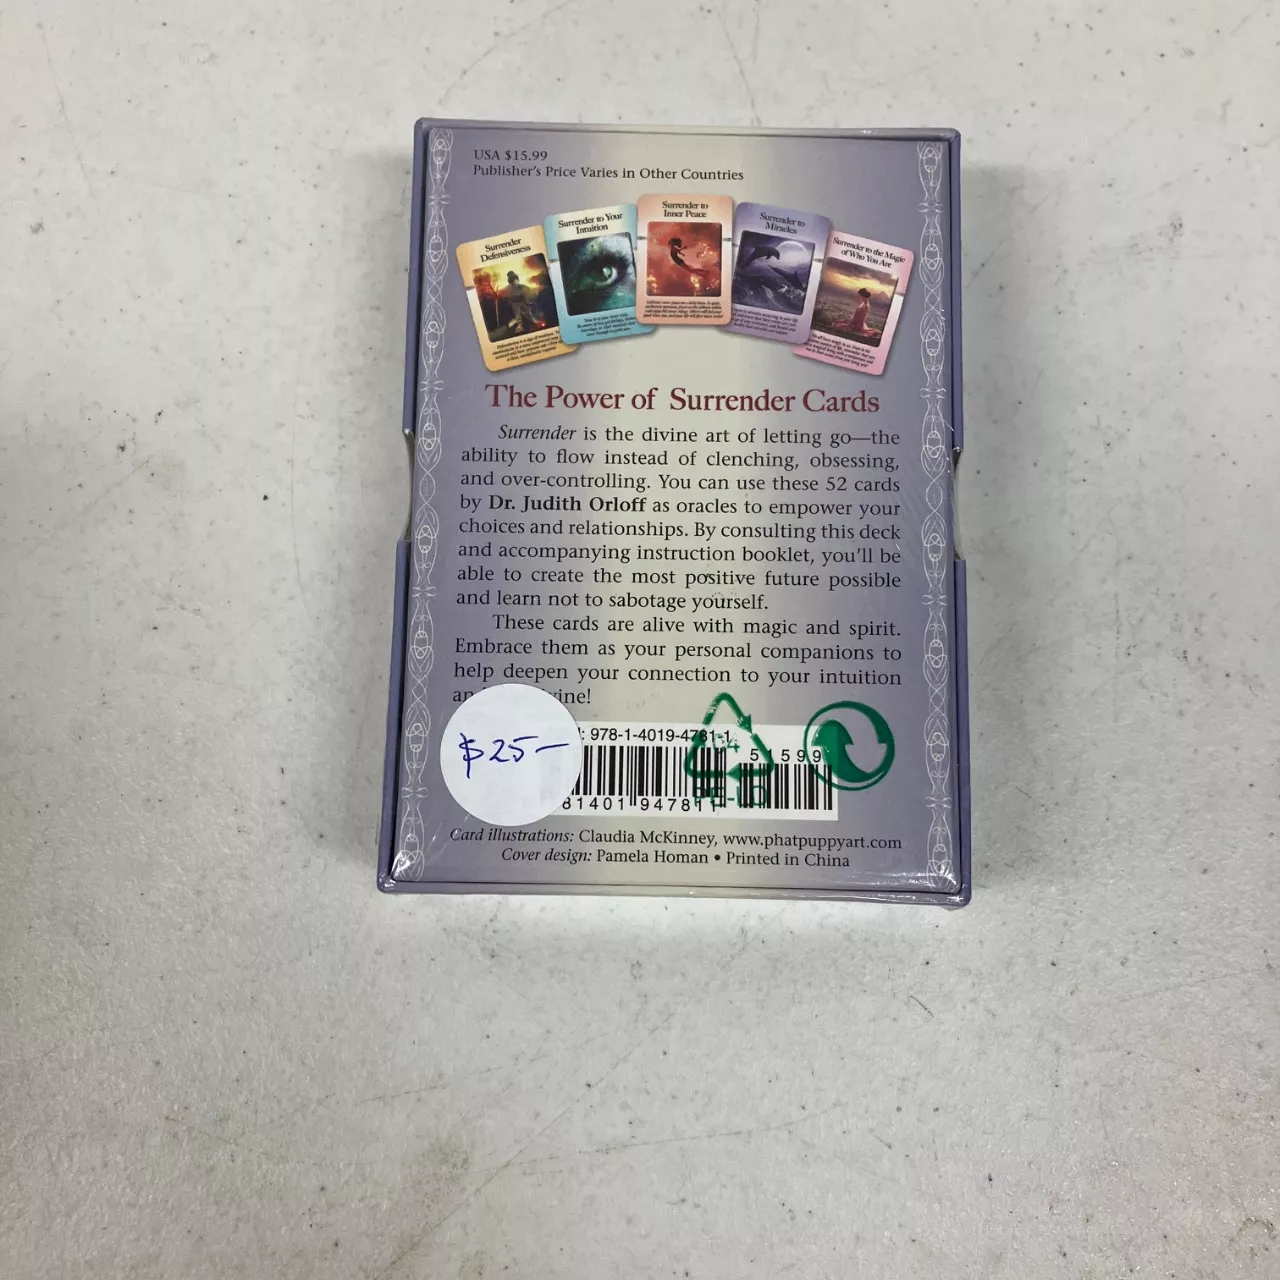 USA $15.99
Publisher's Price Varies in Other Countries
Surrender
Defensiveness
Surrender to Your
Intuition
Surrender to
Inner Peace
Surrender to
Miracles
Surrender to the Magic
of Who You Are
The Power of Surrender Cards
Surrender is the divine art of letting go—the
ability to flow instead of clenching, obsessing,
and over-controlling. You can use these 52 cards
by Dr. Judith Orloff as oracles to empower your
choices and relationships. By consulting this deck
and accompanying instruction booklet, you'll be
able to create the most positive future possible
and learn not to sabotage yourself.
These cards are alive with magic and spirit.
Embrace them as your personal companions to
help deepen your connection to your intuition
$25—
: 978-1-4019-4781-1
51599
81401 94781
Card illustrations: Claudia McKinney, www.phatpuppyart.com
Cover design: Pamela Homan • Printed in China